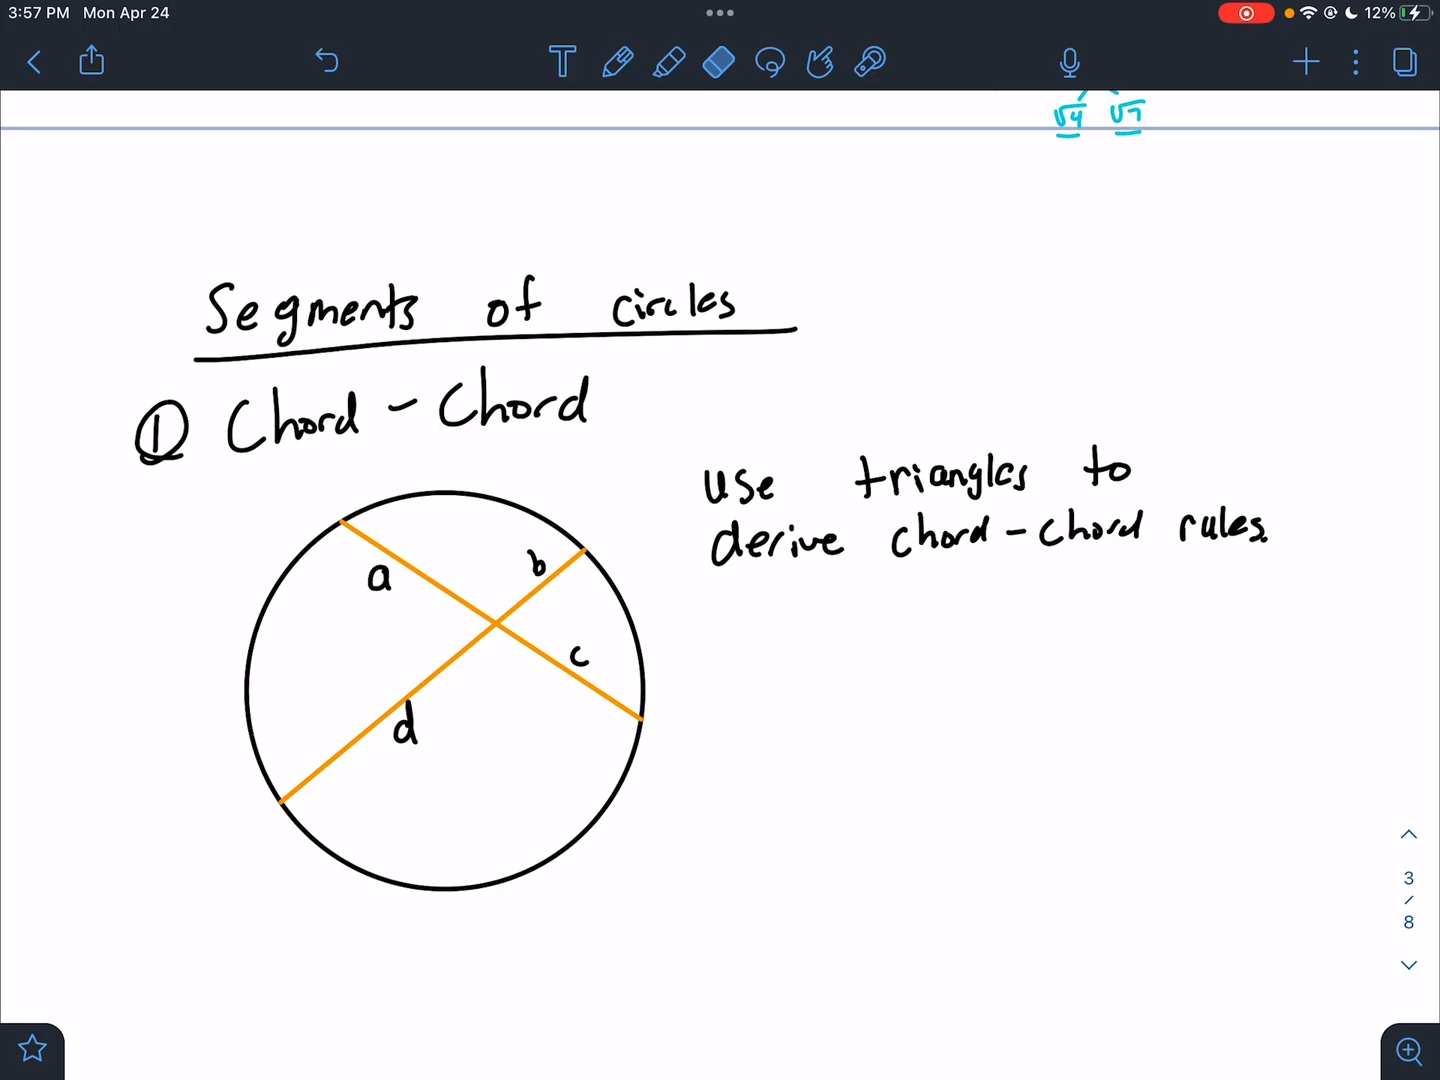 3:57 PM Mon Apr 24
12%
√4 √7
Segments of circles
① Chord - Chord
use triangles to
derive chord - chord rules.
a
b
c
d
3
/
8